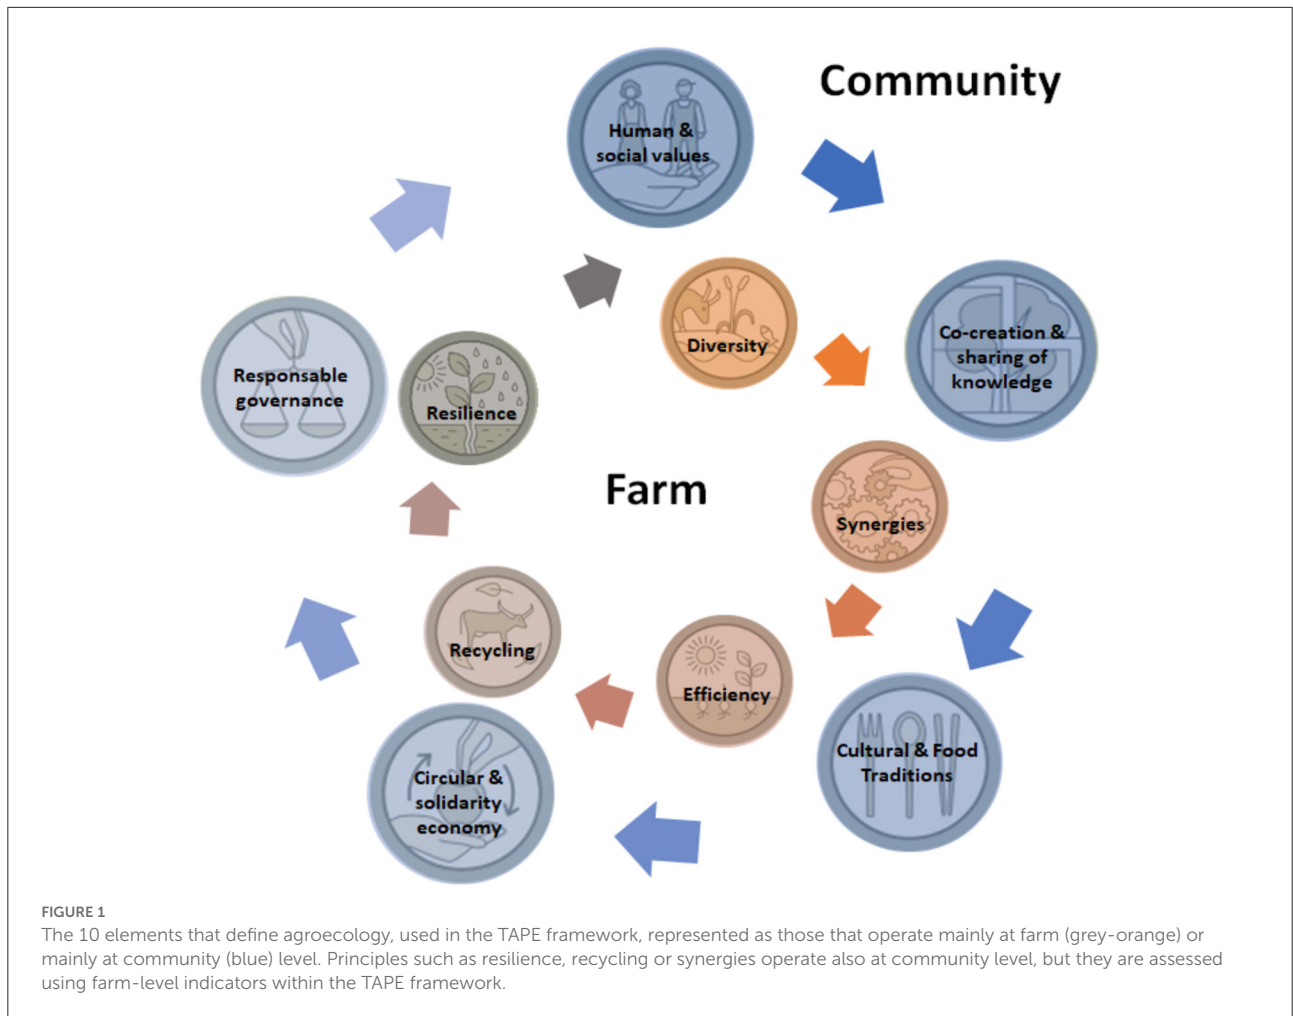 Community
Human &
social values
Diversity
Co-creation &
sharing of
knowledge
Responsable
governance
Resilience
Farm
Synergies
Recycling
Efficiency
Cultural & Food
Traditions
Circular &
solidarity
economy
FIGURE 1
The 10 elements that define agroecology, used in the TAPE framework, represented as those that operate mainly at farm (grey-orange) or
mainly at community (blue) level. Principles such as resilience, recycling or synergies operate also at community level, but they are assessed
using farm-level indicators within the TAPE framework.